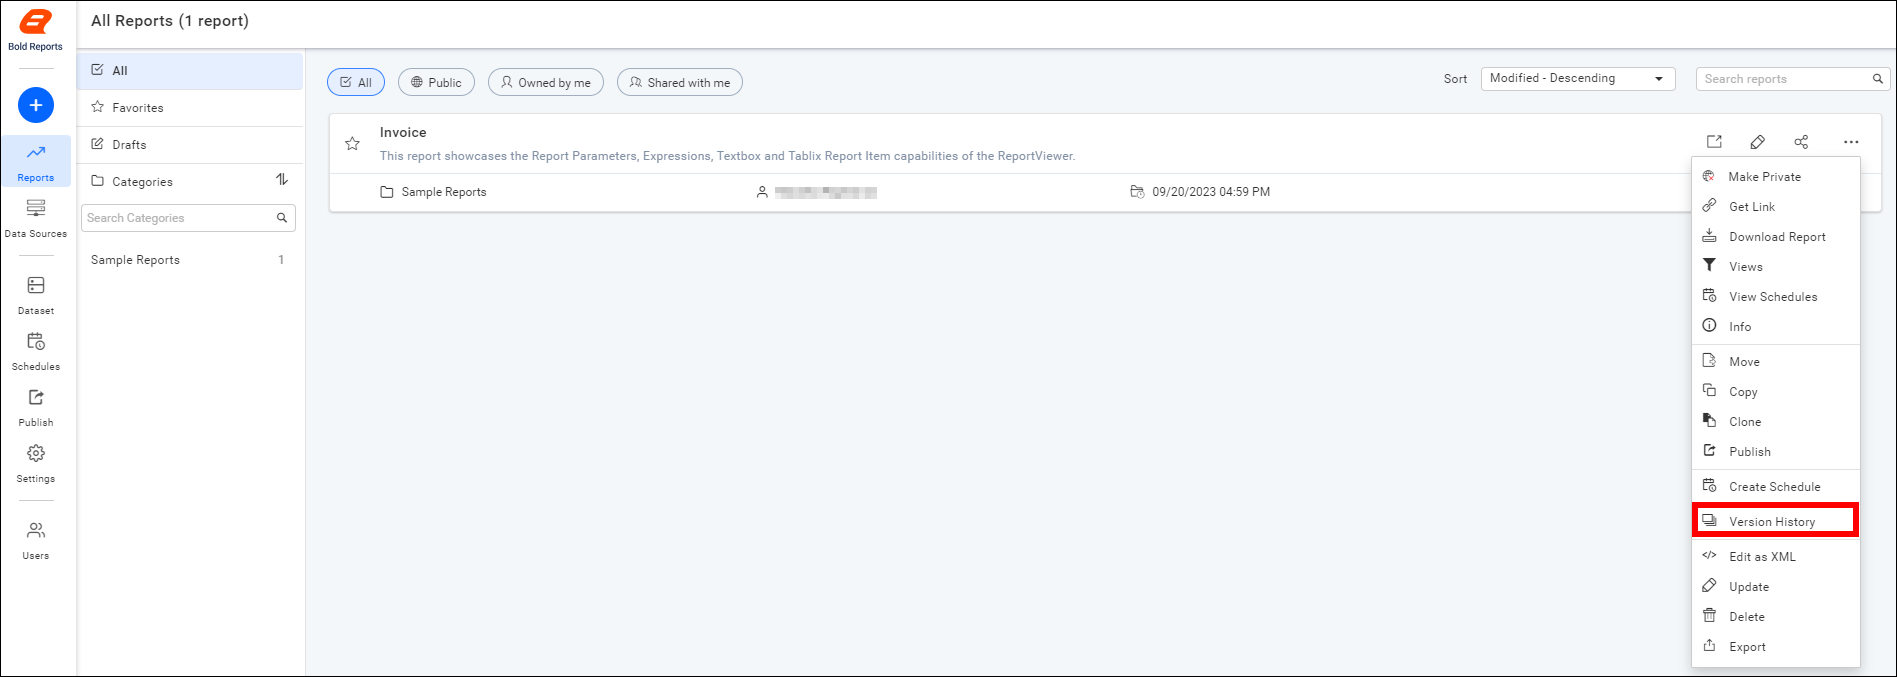 Bold Reports
All Reports (1 report)
Reports
Data Sources
Dataset
Schedules
Publish
Settings
Users
All
Favorites
Drafts
Categories
Search Categories
Sample Reports 1
All Public Owned by me Shared with me
Sort Modified - Descending Search reports
Invoice
This report showcases the Report Parameters, Expressions, Textbox and Tablix Report Item capabilities of the ReportViewer.
Sample Reports 09/20/2023 04:59 PM
Make Private
Get Link
Download Report
Views
View Schedules
Info
Move
Copy
Clone
Publish
Create Schedule
Version History
Edit as XML
Update
Delete
Export